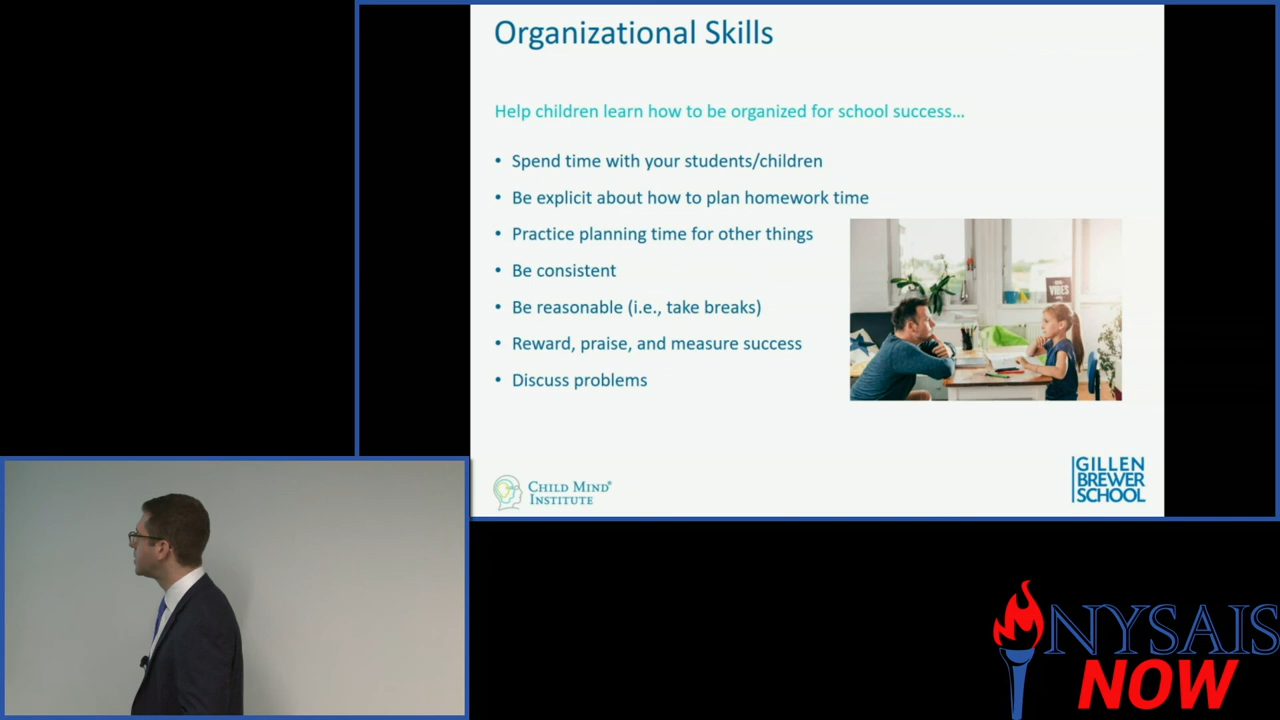 Organizational Skills
Help children learn how to be organized for school success...
• Spend time with your students/children
• Be explicit about how to plan homework time
• Practice planning time for other things
• Be consistent
• Be reasonable (i.e., take breaks)
• Reward, praise, and measure success
• Discuss problems
VIBES
CHILD MIND®
INSTITUTE
GILLEN
BREWER
SCHOOL
NYSAIS
NOW